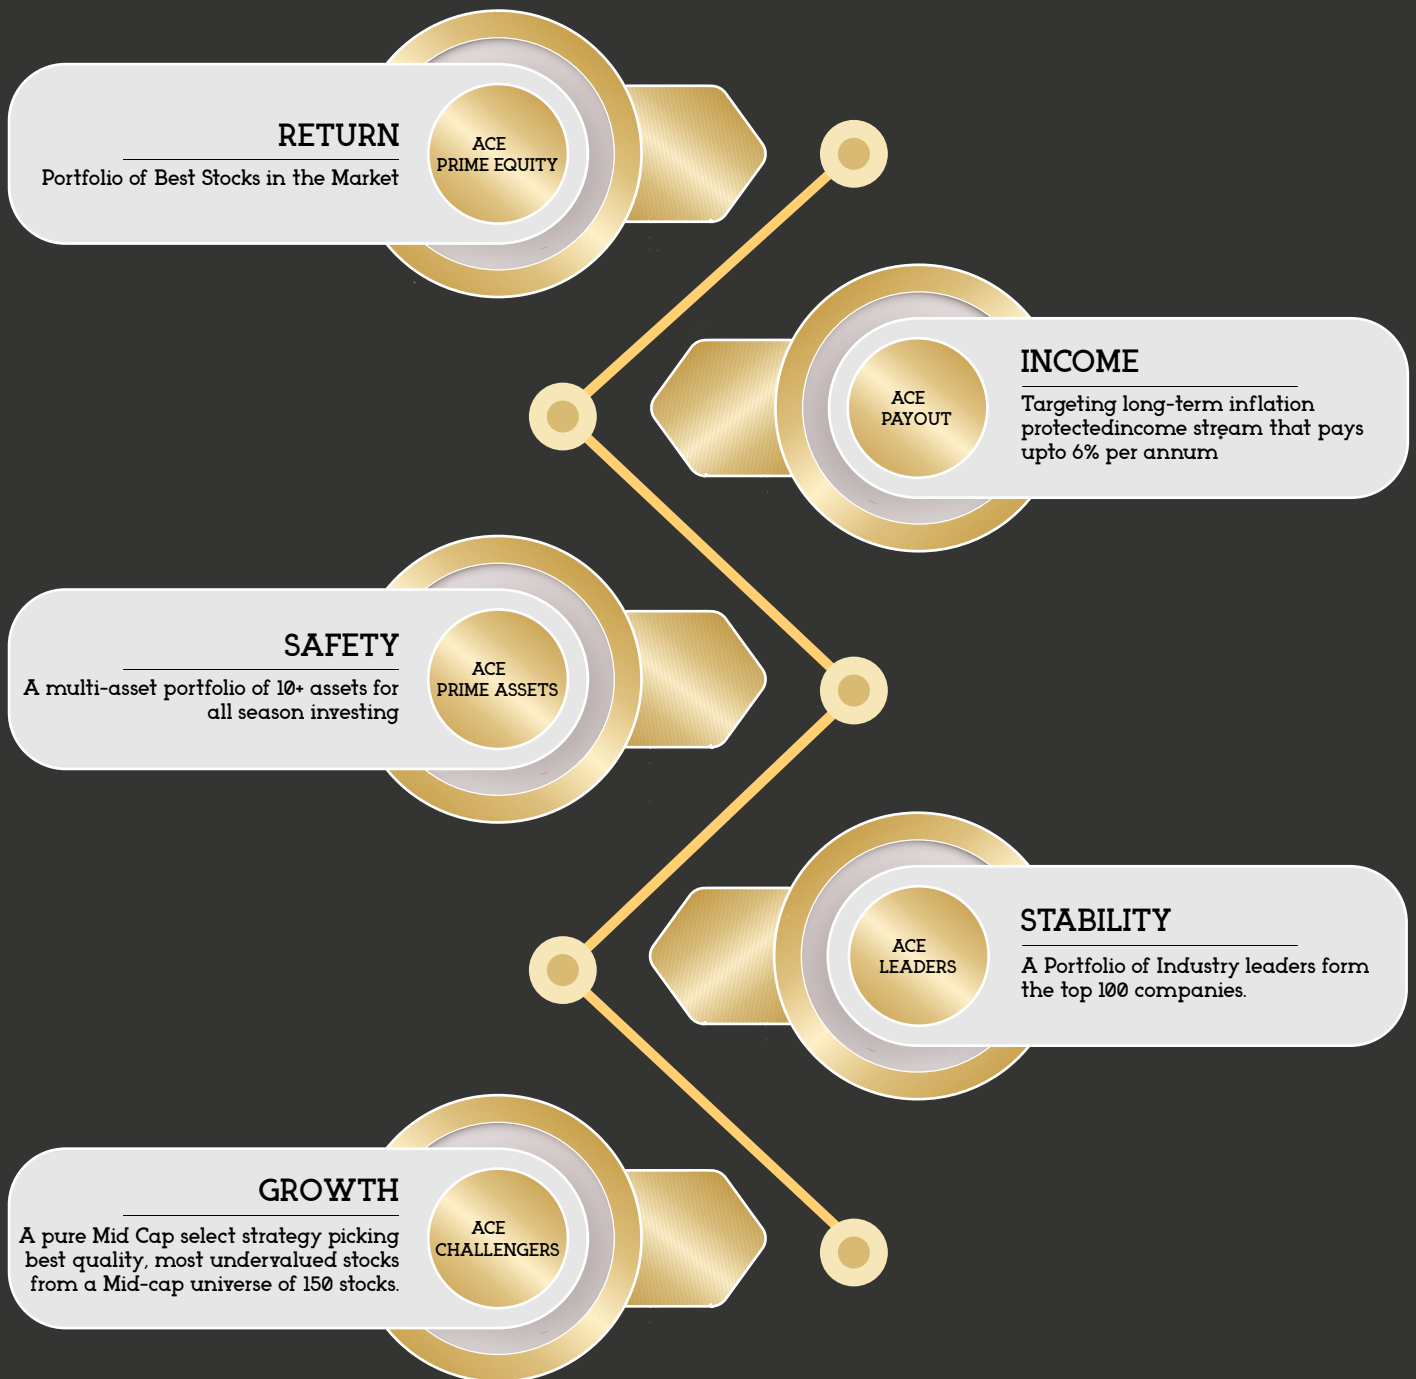 RETURN
Portfolio of Best Stocks in the Market
ACE
PRIME EQUITY
ACE
PAYOUT
INCOME
Targeting long-term inflation
protectedincome stream that pays
upto 6% per annum
SAFETY
A multi-asset portfolio of 10+ assets for
all season investing
ACE
PRIME ASSETS
ACE
LEADERS
STABILITY
A Portfolio of Industry leaders form
the top 100 companies.
GROWTH
A pure Mid Cap select strategy picking
best quality, most undervalued stocks
from a Mid-cap universe of 150 stocks.
ACE
CHALLENGERS